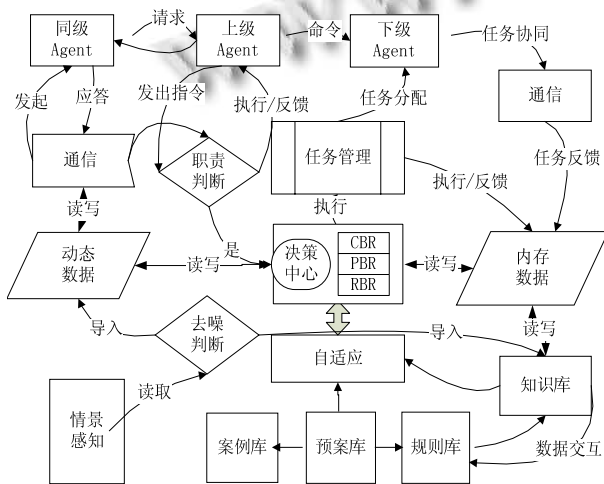 同级
Agent
请求
上级
Agent
命令
下级
Agent
任务协同
发起
应答
发出指令
执行/反馈
任务分配
通信
通信
职责
判断
任务管理
任务反馈
执行/反馈
读写
执行
是
动态
数据
读写
决策
中心
CBR
PBR
RBR
读写
内存
数据
导入
去噪
判断
导入
读写
自适应
读取
知识库
情景
感知
案例库
预案库
规则库
数据交互